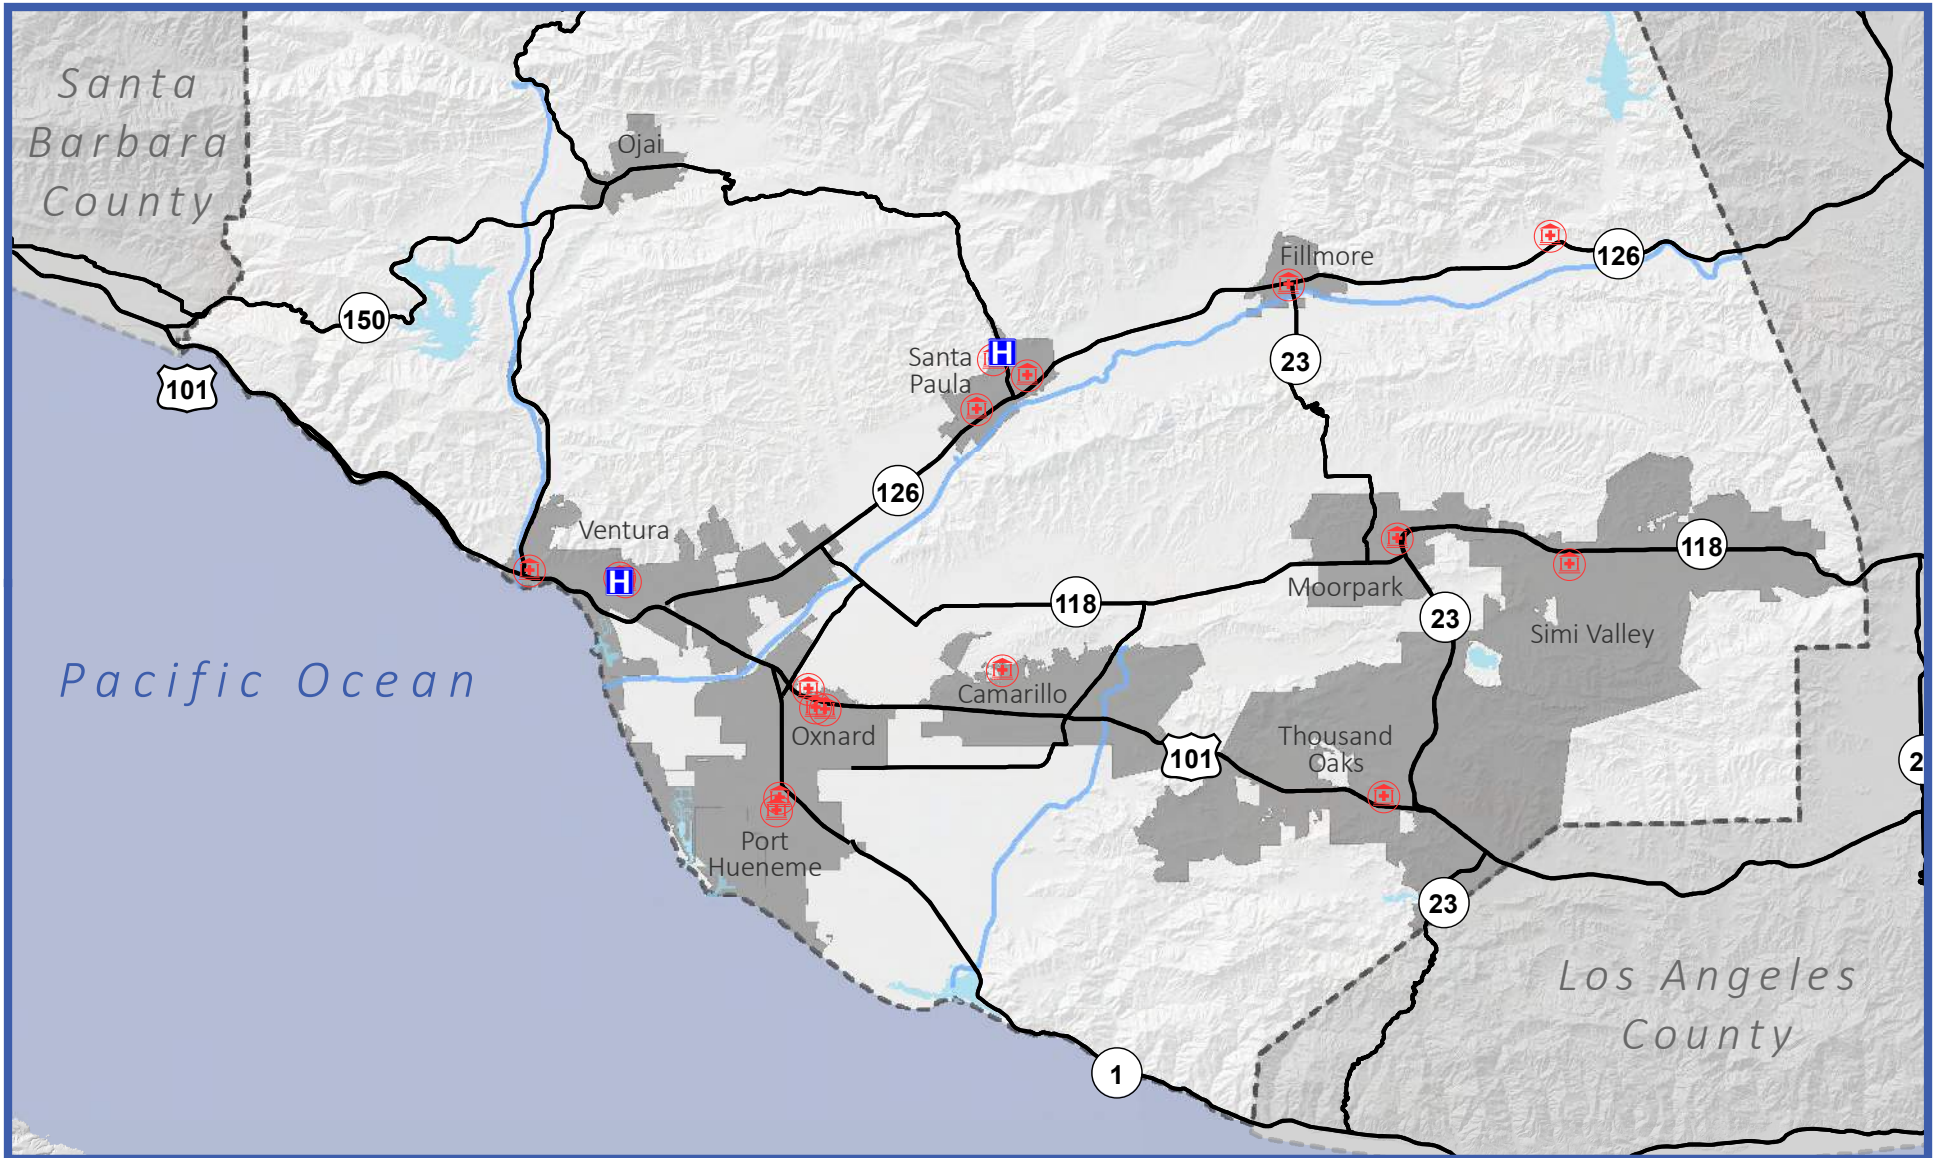 Santa
Barbara
County
Ojai
Fillmore
126
150
Santa
Paula
H
23
101
126
Ventura
H
118
Moorpark
118
23
Simi Valley
Pacific Ocean
Camarillo
Oxnard
101
Thousand
Oaks
2
Port
Hueneme
23
Los Angeles
County
1